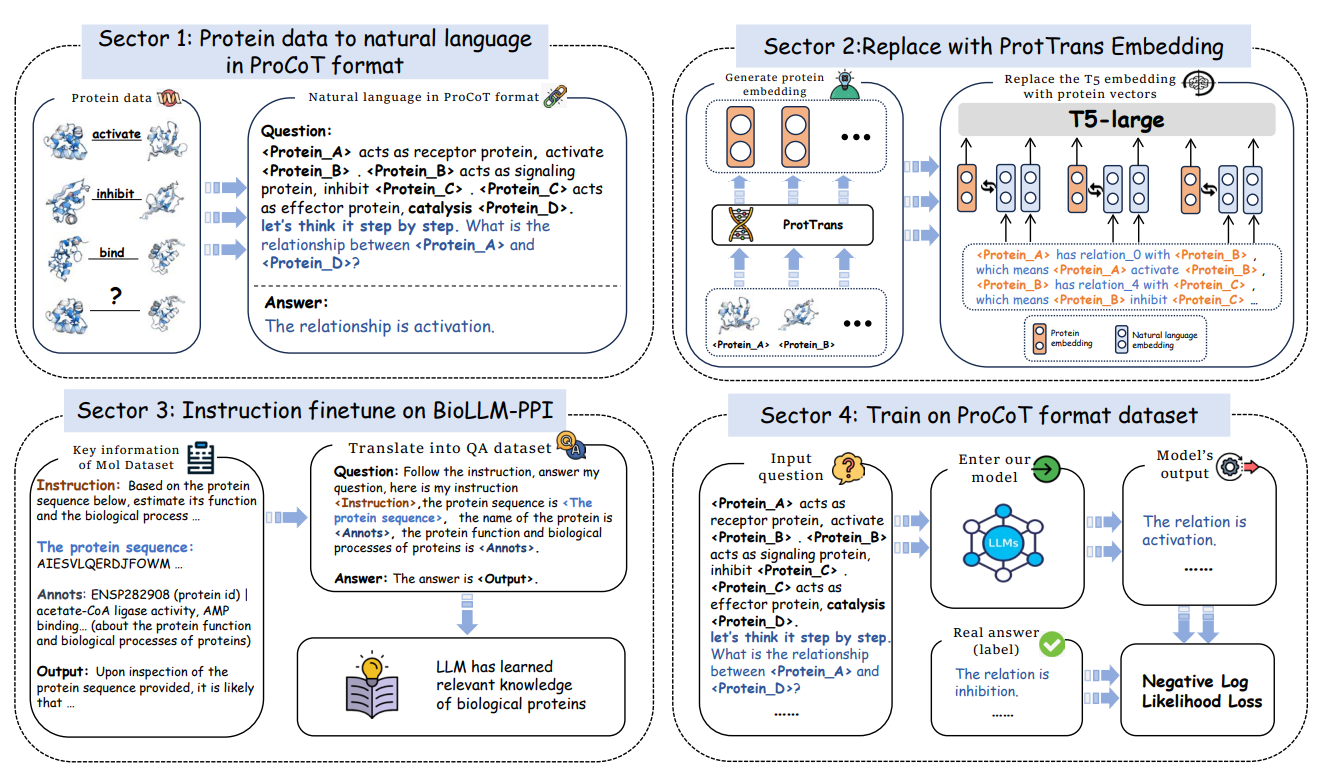 Sector 1: Protein data to natural language
in ProCoT format
Protein data
activate
inhibit
bind
?
Natural language in ProCoT format
Question:
<Protein_A> acts as receptor protein, activate
<Protein_B> . <Protein_B> acts as signaling
protein, inhibit <Protein_C> . <Protein_C> acts
as effector protein, catalysis <Protein_D>.
let's think it step by step. What is the
relationship between <Protein_A> and
<Protein_D>?
Answer:
The relationship is activation.
Sector 2:Replace with ProtTrans Embedding
Generate protein
embedding
ProtTrans
<Protein_A>
<Protein_B>
Replace the T5 embedding
with protein vectors
T5-large
<Protein_A> has relation_0 with <Protein_B> ,
which means <Protein_A> activate <Protein_B> ,
<Protein_B> has relation_4 with <Protein_C> ,
which means <Protein_B> inhibit <Protein_C> ...
Protein
embedding
Natural language
embedding
Sector 3: Instruction finetune on BioLLM-PPI
Key information
of Mol Dataset
Instruction: Based on the protein
sequence below, estimate its function
and the biological process ...
The protein sequence:
AIESVLQERDJFOWM ...
Annots: ENSP282908 (protein id) |
acetate-CoA ligase activity, AMP
binding... (about the protein function
and biological processes of proteins)
Output: Upon inspection of the
protein sequence provided, it is likely
that ...
Translate into QA dataset
Q
A
Question: Follow the instruction, answer my
question, here is my instruction
<Instruction>,the protein sequence is <The
protein sequence>, the name of the protein is
<Annots>, the protein function and biological
processes of proteins is <Annots>.
Answer: The answer is <Output>.
LLM has learned
relevant knowledge
of biological proteins
Sector 4: Train on ProCoT format dataset
Input
question
?
<Protein_A> acts as
receptor protein, activate
<Protein_B> . <Protein_B>
acts as signaling protein,
inhibit <Protein_C> .
<Protein_C> acts as
effector protein, catalysis
<Protein_D>.
let's think it step by step.
What is the relationship
between <Protein_A> and
<Protein_D>?
......
Enter our
model
LLMs
Model's
output
The relation is
activation.
......
Real answer
(label)
The relation is
inhibition.
......
Negative Log
Likelihood Loss